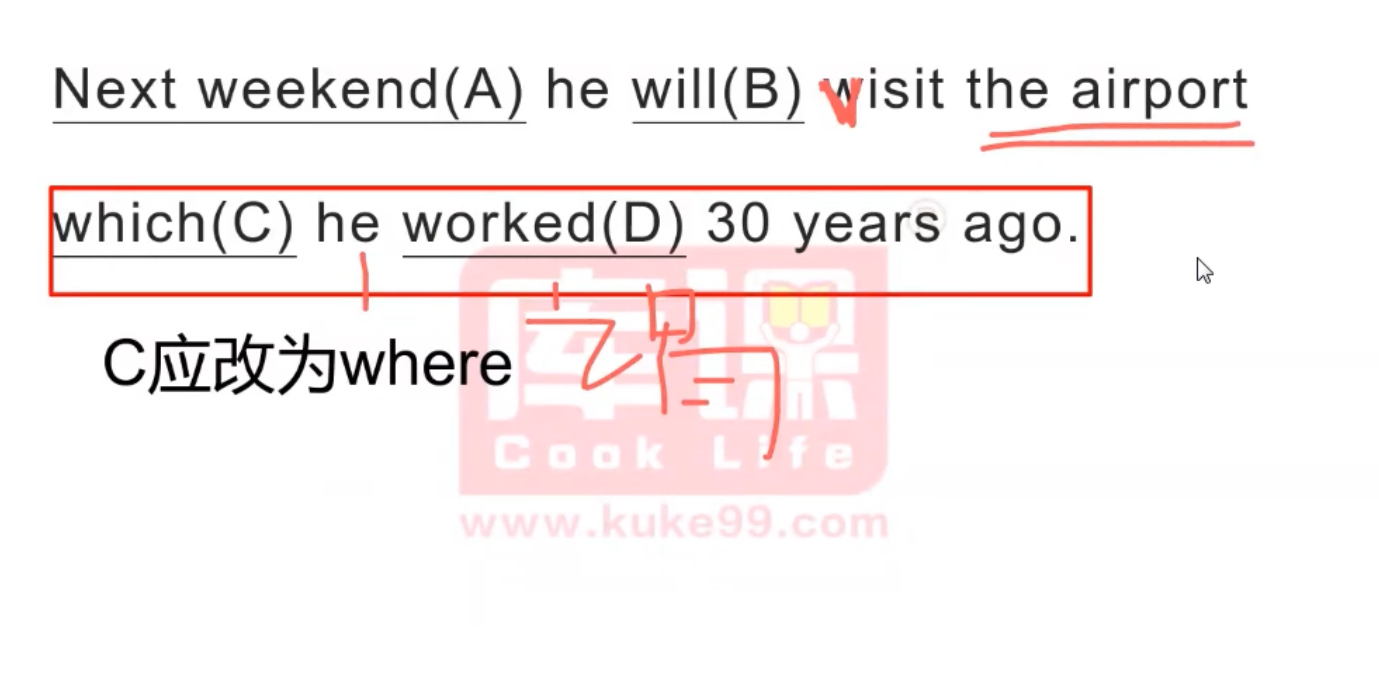 Next weekend(A) he will(B) wisit the airport
which(C) he worked(D) 30 years ago.
C应改为where
库课
Cook Life
www.kuke99.com